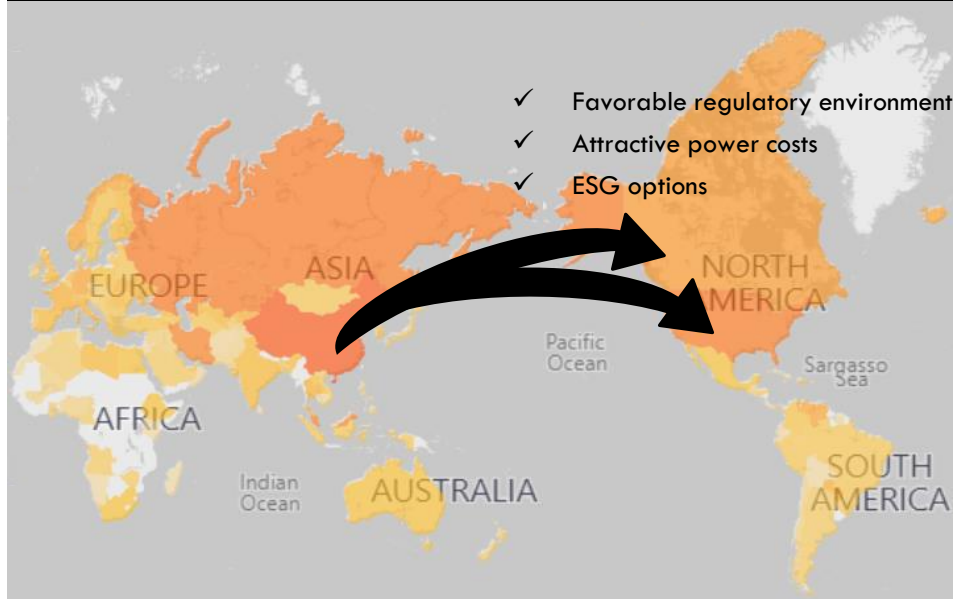 ✓ Favorable regulatory environment
✓ Attractive power costs
✓ ESG options
ASIA
EUROPE
NORTH
AMERICA
Pacific
Ocean
Sargasso
Sea
AFRICA
SOUTH
AMERICA
Indian
Ocean
AUSTRALIA